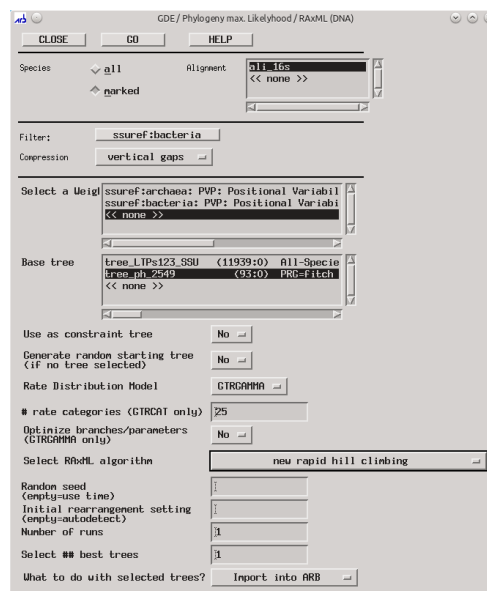 ARB
GDE / Phylogeny max. Likelyhood / RAxML (DNA)
CLOSE GO HELP
Species all Alignment ali_16s
marked << none >>
Filter: ssuref:bacteria
Compression vertical gaps
Select a Weigl ssuref:archaea: PVP: Positional Variabil
ssuref:bacteria: PVP: Positional Variabi
<< none >>
Base tree tree_LTPs123_SSU (11939:0) All-Specie
tree_ph_2549 (93:0) PRG=fitch
<< none >>
Use as constraint tree No
Generate random starting tree
(if no tree selected) No
Rate Distribution Model GTRGAMMA
# rate categories (GTRCAT only) 25
Optimize branches/parameters
(GTRGAMMA only) No
Select RAxML algorithm new rapid hill climbing
Random seed
(empty=use time)
Initial rearrangement setting
(empty=autodetect)
Number of runs 1
Select ## best trees 1
What to do with selected trees? Import into ARB